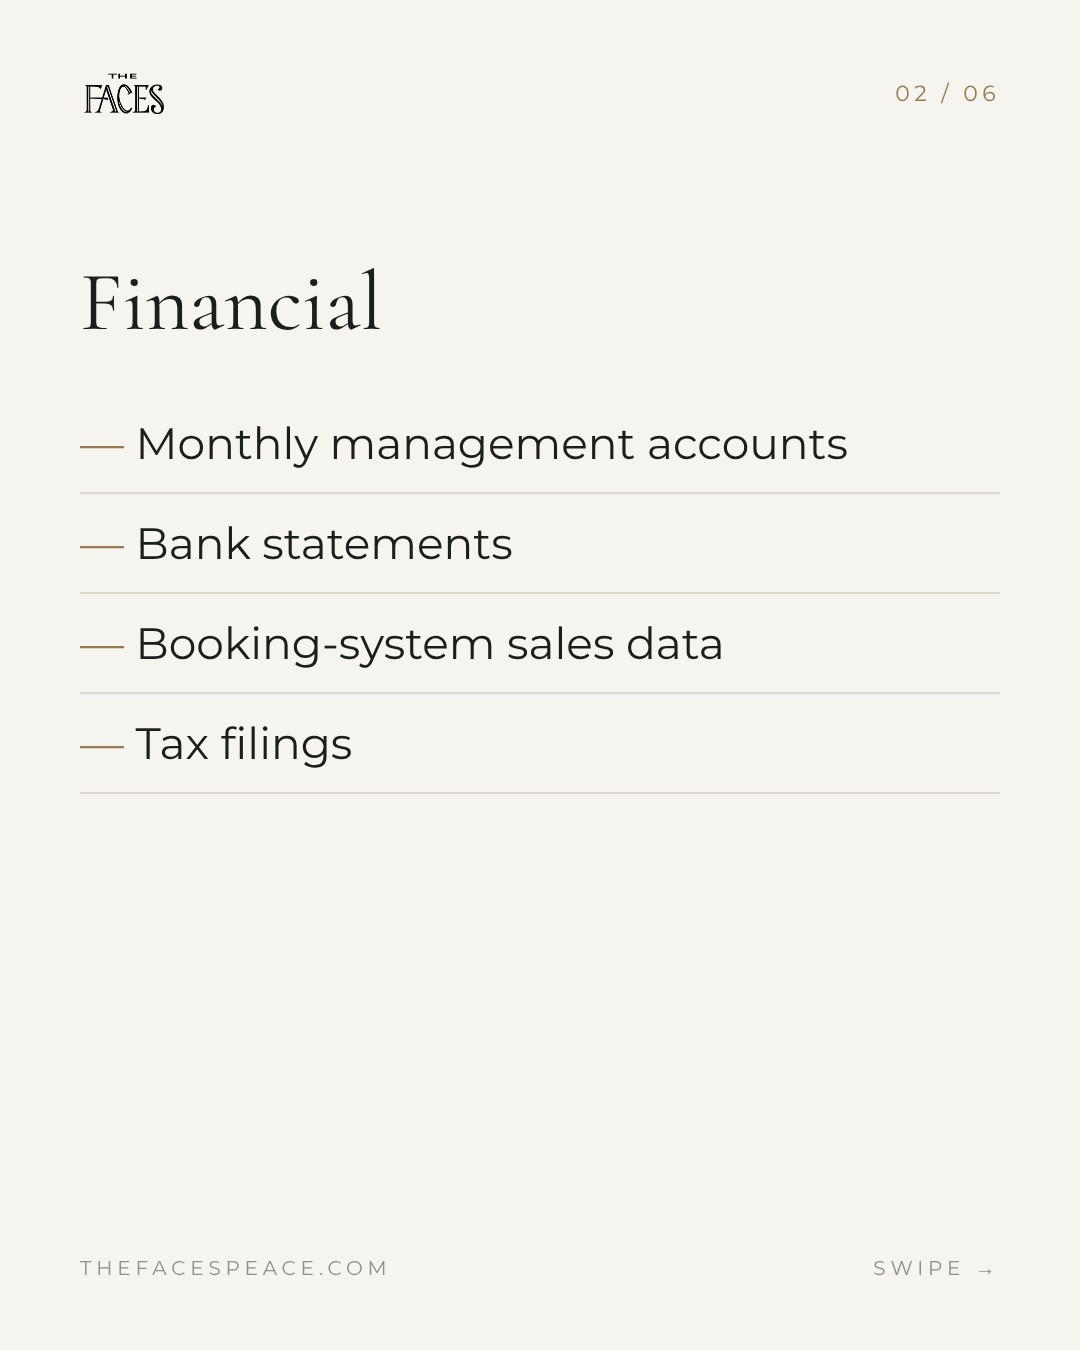 THE
FACES
02 / 06
Financial
— Monthly management accounts
— Bank statements
— Booking-system sales data
— Tax filings
THEFACESPEACE.COM
SWIPE →